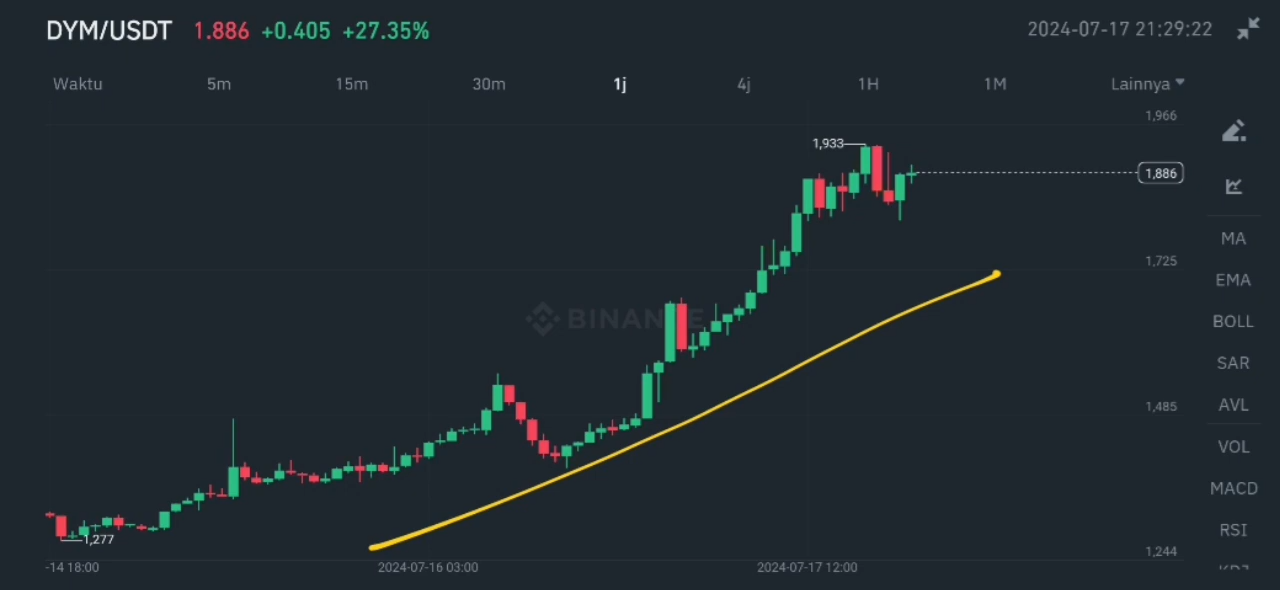 DYM/USDT 1.886 +0.405 +27.35% 2024-07-17 21:29:22
Waktu 5m 15m 30m 1j 4j 1H 1M Lainnya
1,966
1,933
1,886
MA
1,725
EMA
BINANCE
BOLL
SAR
AVL
1,485
VOL
MACD
RSI
1,277
1,244
-14 18:00 2024-07-16 03:00 2024-07-17 12:00